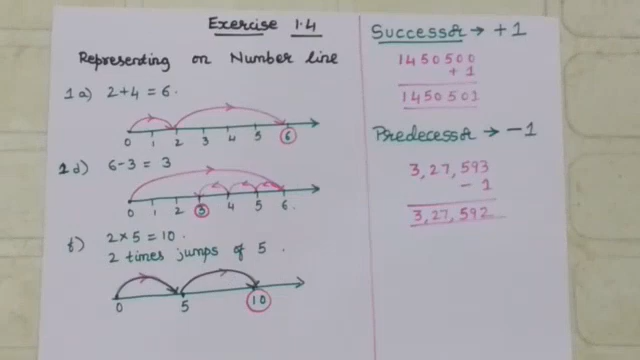 Exercise 1.4
Representing on Number line
1a) 2+4 = 6.
0 1 2 3 4 5 6
1d) 6-3 = 3
0 1 2 3 4 5 6.
f) 2×5 = 10.
2 times jumps of 5.
0 5 10
Successor → +1
1450500
+ 1
1450501
Predecessor → -1
3,27,593
- 1
3,27,592